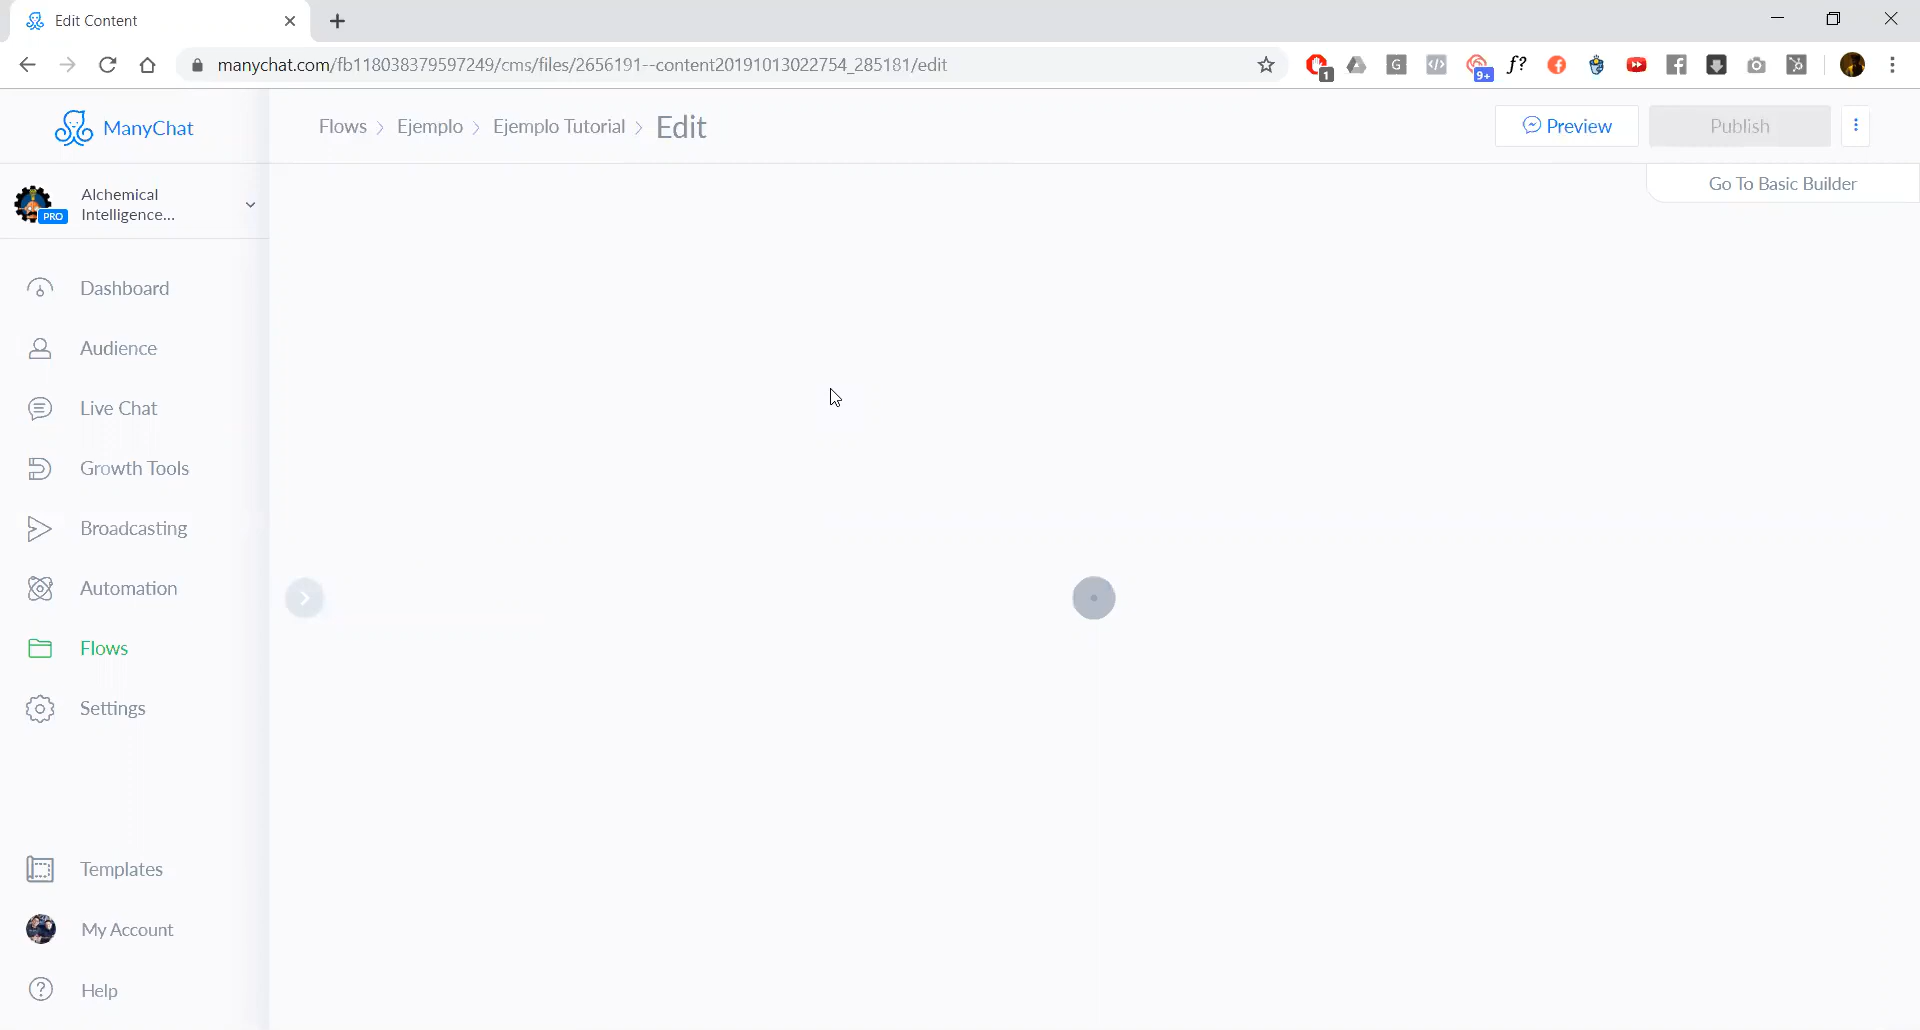 Edit Content
manychat.com/fb118038379597249/cms/files/2656191--content20191013022754_285181/edit
1
G
9+
f?
ManyChat
Flows > Ejemplo > Ejemplo Tutorial > Edit
Preview
Publish
Go To Basic Builder
Alchemical
Intelligence...
PRO
Dashboard
Audience
Live Chat
Growth Tools
Broadcasting
Automation
Flows
Settings
Templates
My Account
Help